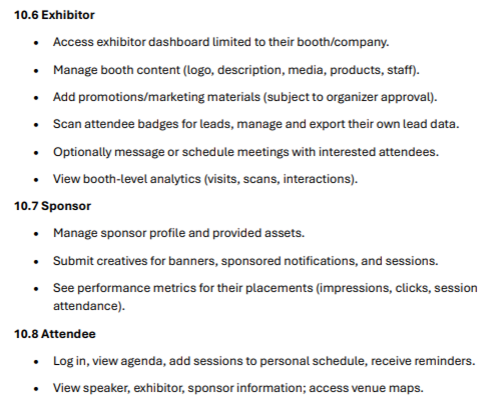 10.6 Exhibitor
• Access exhibitor dashboard limited to their booth/company.
• Manage booth content (logo, description, media, products, staff).
• Add promotions/marketing materials (subject to organizer approval).
• Scan attendee badges for leads, manage and export their own lead data.
• Optionally message or schedule meetings with interested attendees.
• View booth-level analytics (visits, scans, interactions).
10.7 Sponsor
• Manage sponsor profile and provided assets.
• Submit creatives for banners, sponsored notifications, and sessions.
• See performance metrics for their placements (impressions, clicks, session
attendance).
10.8 Attendee
• Log in, view agenda, add sessions to personal schedule, receive reminders.
• View speaker, exhibitor, sponsor information; access venue maps.